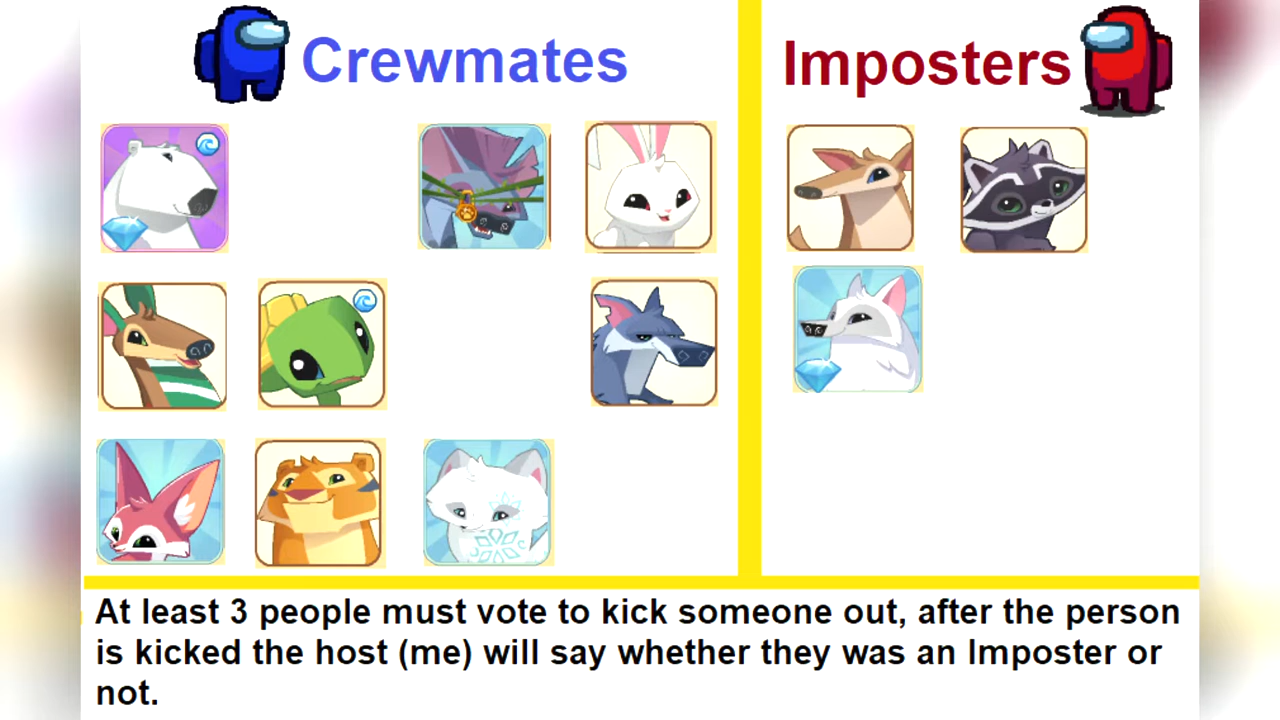 Crewmates
Imposters
At least 3 people must vote to kick someone out, after the person
is kicked the host (me) will say whether they was an Imposter or
not.